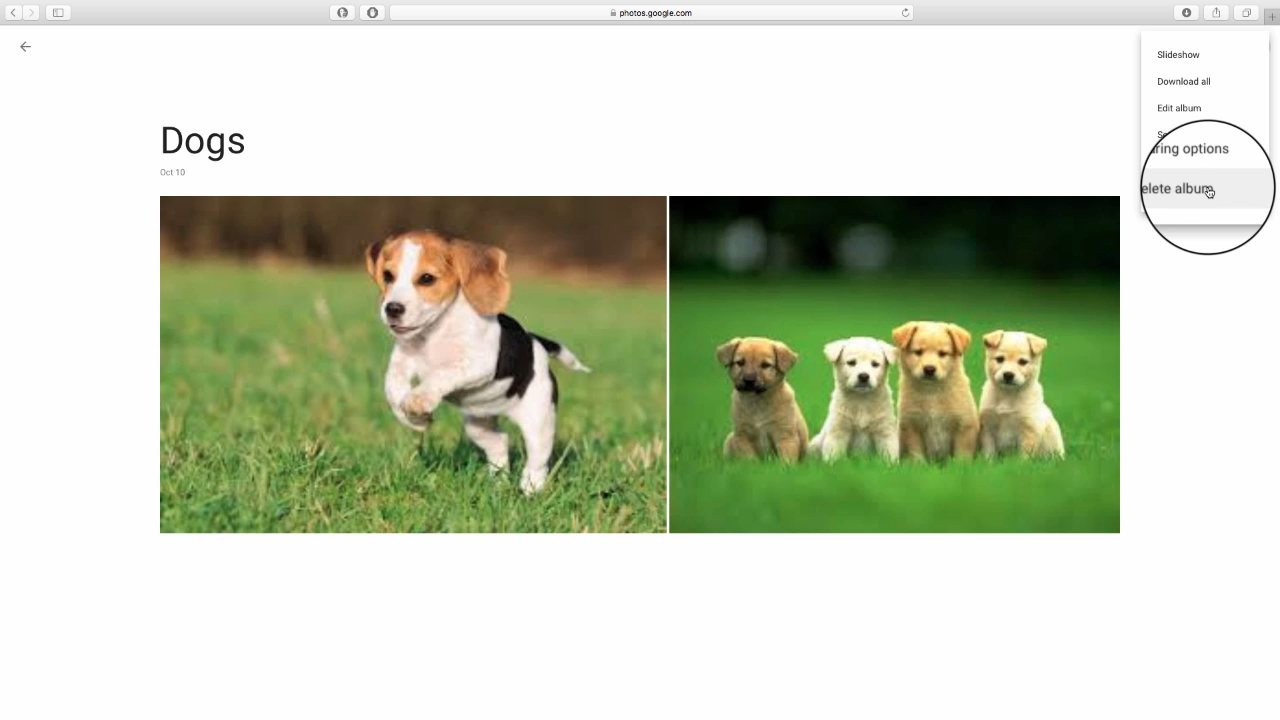 photos.google.com
Slideshow
Download all
Edit album
ring options
elete album
Dogs
Oct 10